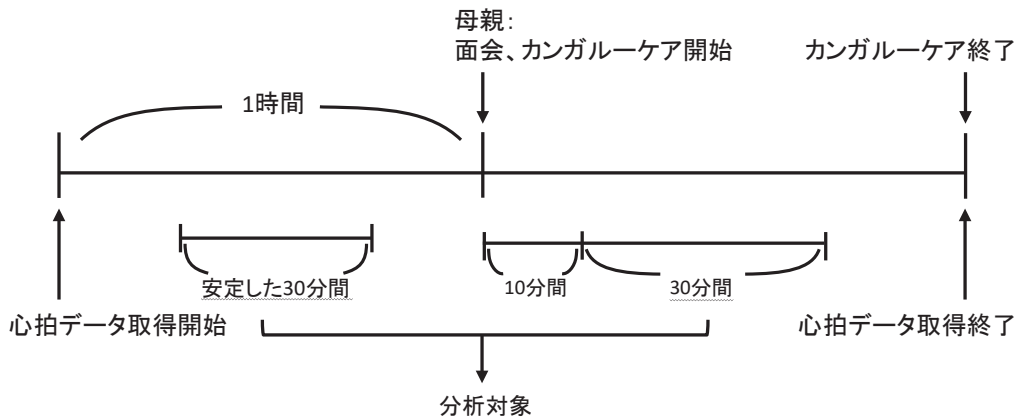 母親：
面会、カンガルーケア開始
カンガルーケア終了
1時間
安定した30分間
10分間
30分間
心拍データ取得開始
心拍データ取得終了
分析対象